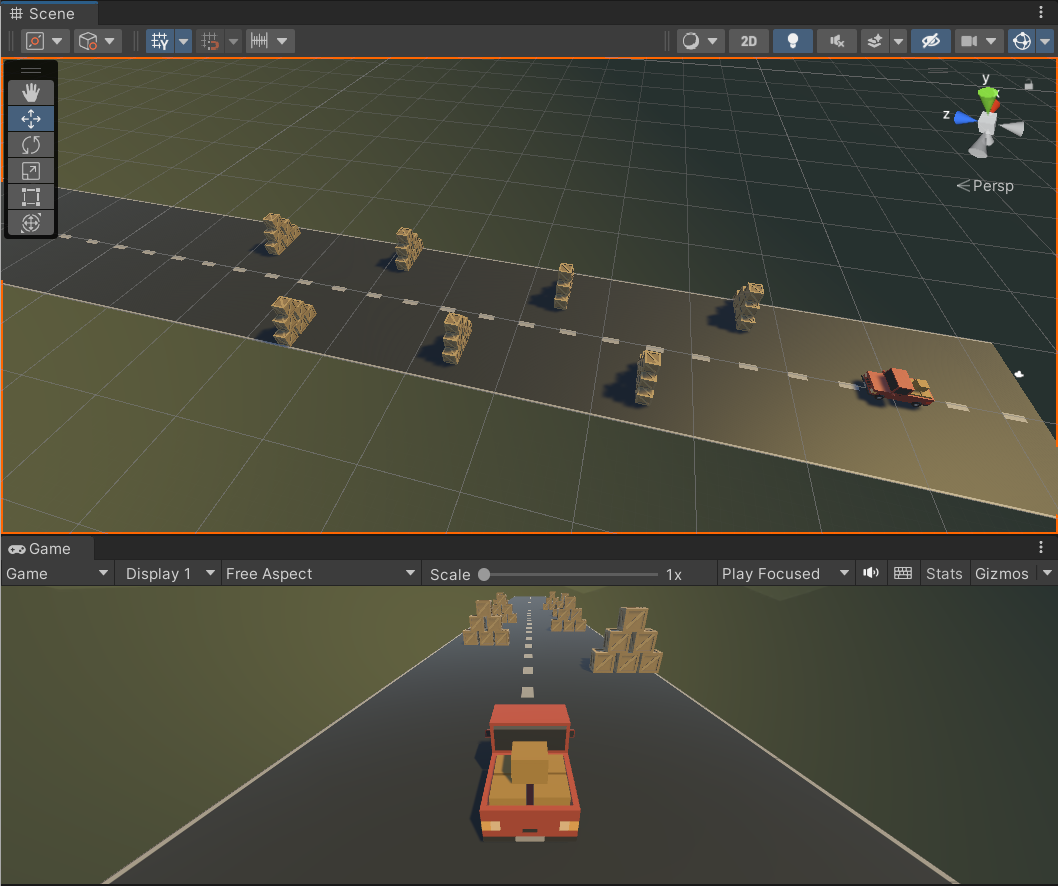 Scene
2D
y
x
z
Persp
Game
Game Display 1 Free Aspect Scale 1x Play Focused Stats Gizmos